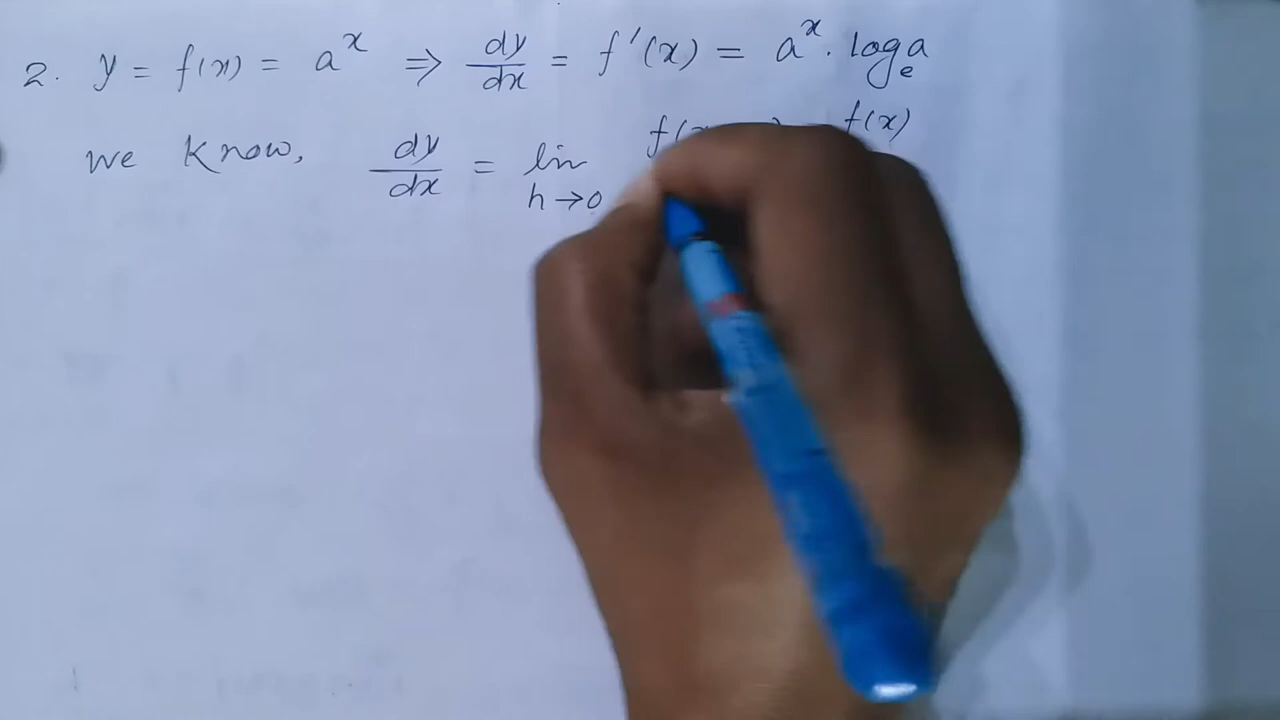 2. y = f(x) = a^x ⇒ dy/dx = f'(x) = a^x · log_e a
We Know, dy/dx = lim h→0 f( f(x)